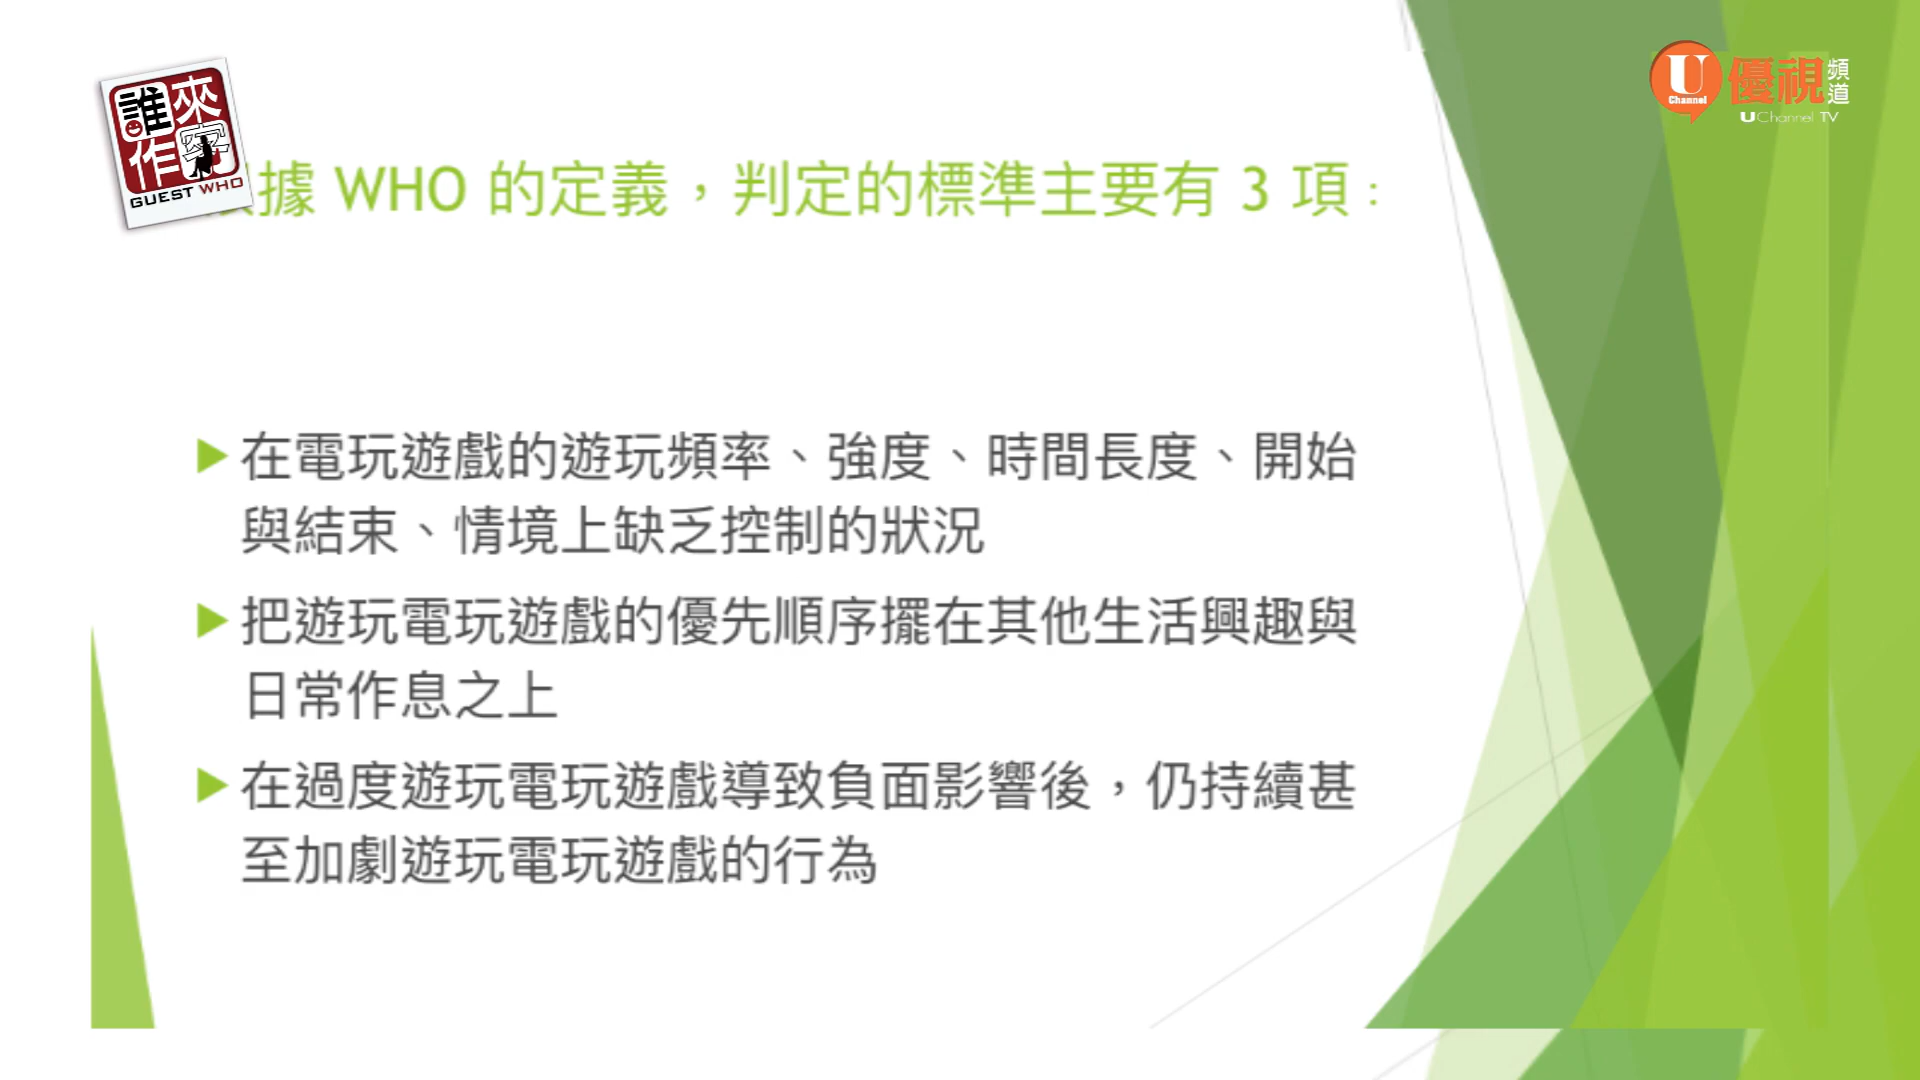 誰來作客
GUEST WHO
U Channel
優視頻道
UChannel TV
據 WHO 的定義，判定的標準主要有 3 項：
在電玩遊戲的遊玩頻率、強度、時間長度、開始
與結束、情境上缺乏控制的狀況
把遊玩電玩遊戲的優先順序擺在其他生活興趣與
日常作息之上
在過度遊玩電玩遊戲導致負面影響後，仍持續甚
至加劇遊玩電玩遊戲的行為